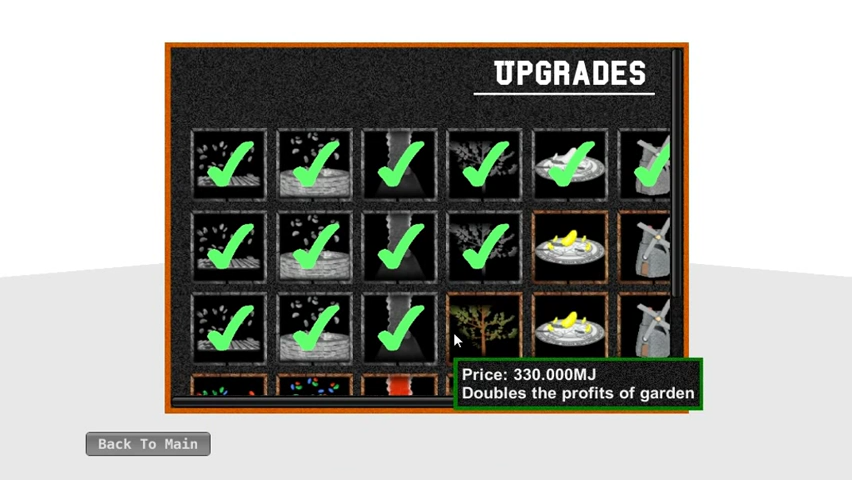 UPGRADES
Price: 330.000MJ
Doubles the profits of garden
Back To Main